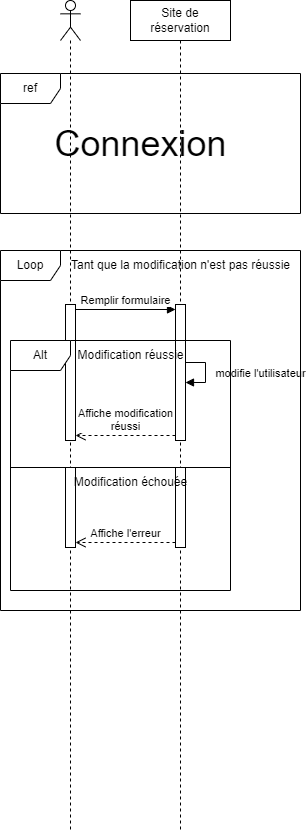 Site de
réservation
ref
Connexion
Loop
Tant que la modification n'est pas réussie
Remplir formulaire
Alt
Modification réussie
modifie l'utilisateur
Affiche modification
réussi
Modification échouée
Affiche l'erreur